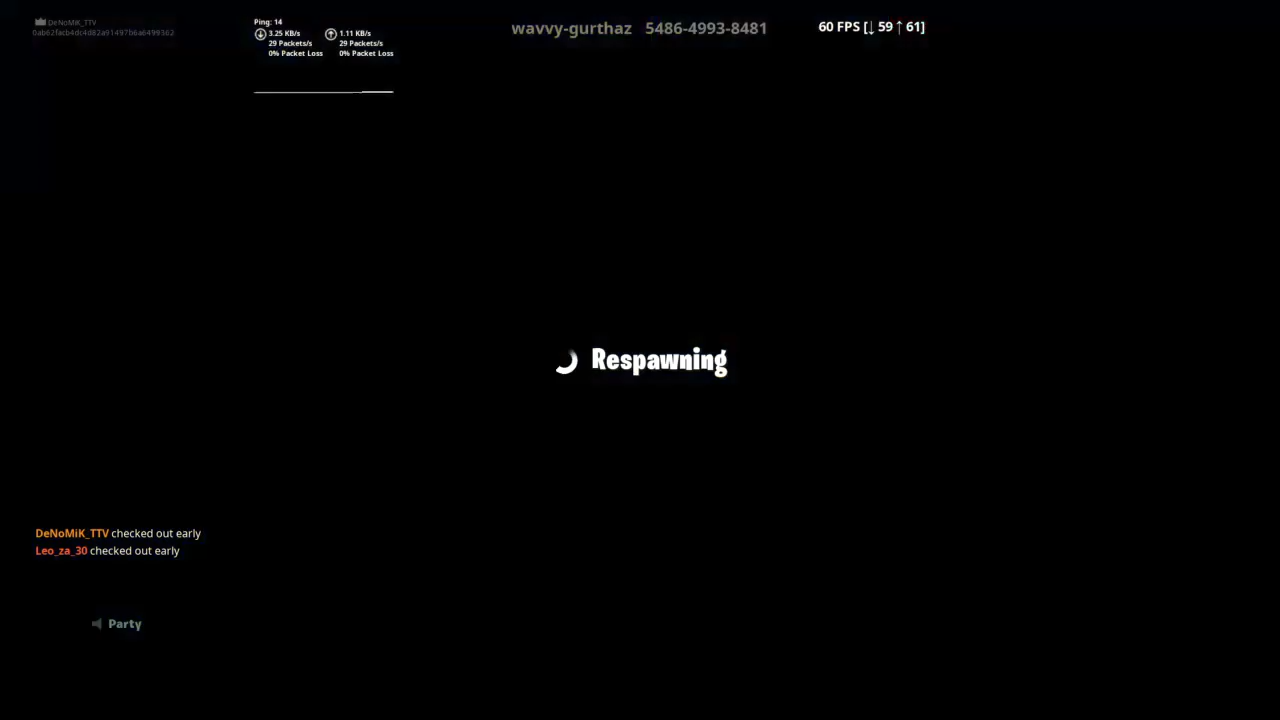 DeNoMiK_TTV
Ping: 14
3.25 KB/s
29 Packets/s
0% Packet Loss
1.11 KB/s
29 Packets/s
0% Packet Loss
wavvy-gurthaz 5486-4993-8481
60 FPS [↓ 59 ↑ 61]
Respawning
DeNoMiK_TTV checked out early
Leo_za_30 checked out early
Party